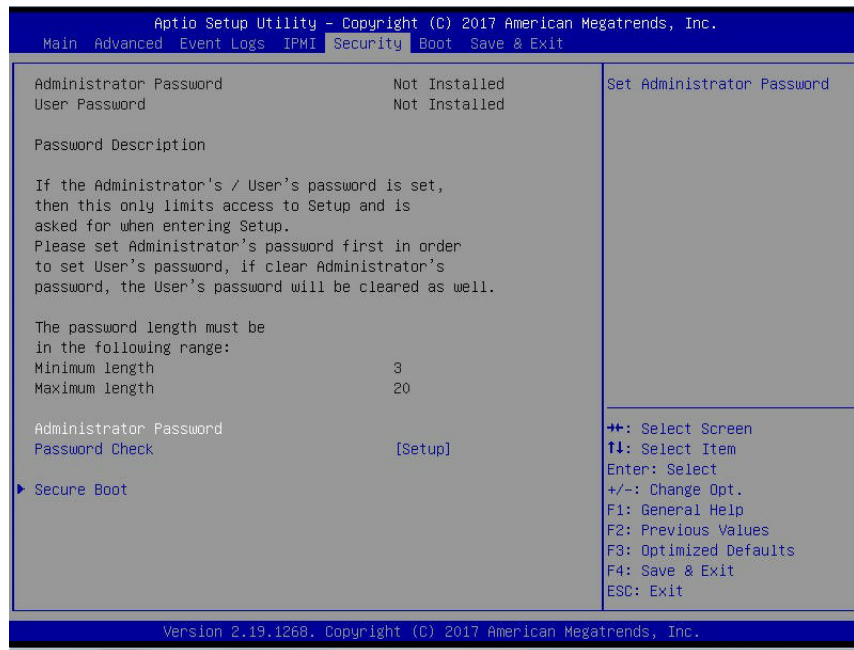 Aptio Setup Utility – Copyright (C) 2017 American Megatrends, Inc.
Main Advanced Event Logs IPMI Security Boot Save & Exit
Administrator Password Not Installed
User Password Not Installed
Password Description
If the Administrator's / User's password is set,
then this only limits access to Setup and is
asked for when entering Setup.
Please set Administrator's password first in order
to set User's password, if clear Administrator's
password, the User's password will be cleared as well.
The password length must be
in the following range:
Minimum length 3
Maximum length 20
Administrator Password
Password Check [Setup]
Secure Boot
Set Administrator Password
→←: Select Screen
↑↓: Select Item
Enter: Select
+/-: Change Opt.
F1: General Help
F2: Previous Values
F3: Optimized Defaults
F4: Save & Exit
ESC: Exit
Version 2.19.1268. Copyright (C) 2017 American Megatrends, Inc.